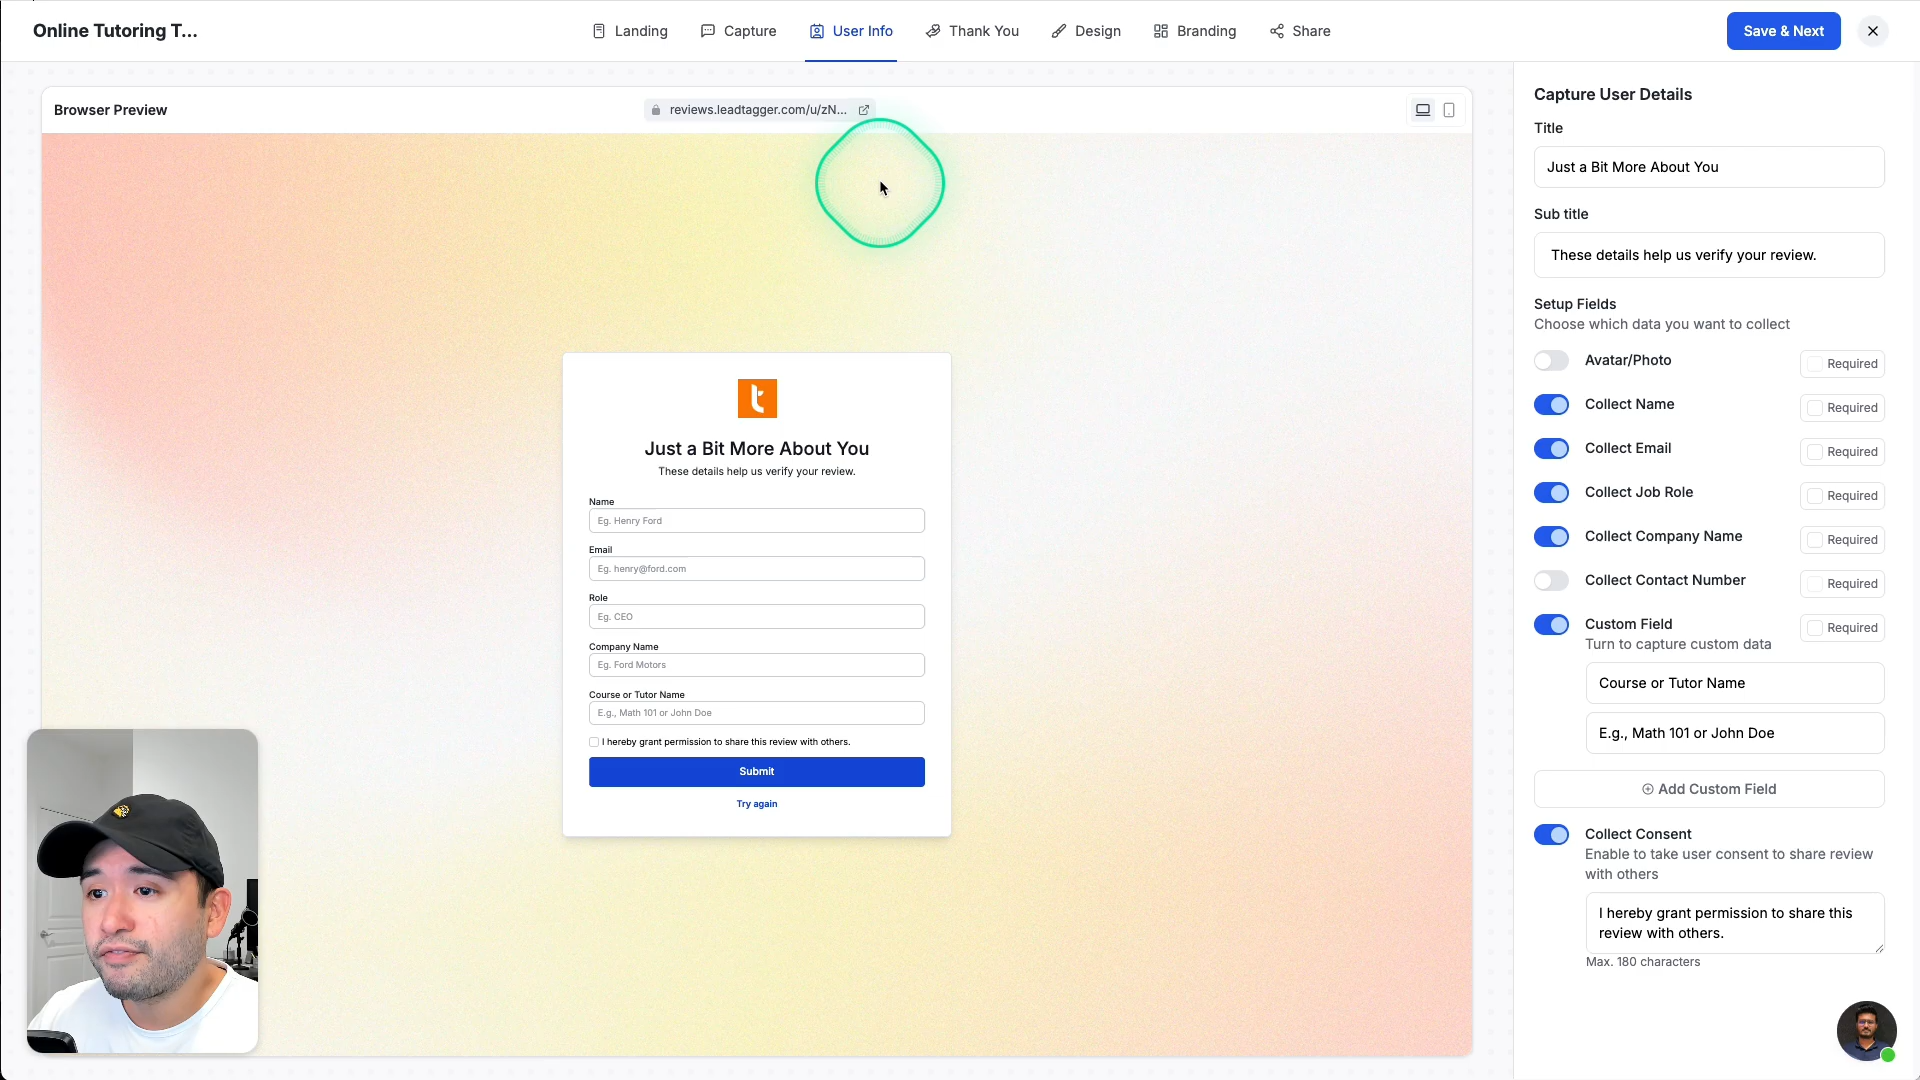 Online Tutoring T...
Landing
Capture
User Info
Thank You
Design
Branding
Share
Save & Next
Browser Preview
reviews.leadtagger.com/u/zN...
Just a Bit More About You
These details help us verify your review.
Name
Eg. Henry Ford
Email
Eg. henry@ford.com
Role
Eg. CEO
Company Name
Eg. Ford Motors
Course or Tutor Name
E.g., Math 101 or John Doe
I hereby grant permission to share this review with others.
Submit
Try again
Capture User Details
Title
Just a Bit More About You
Sub title
These details help us verify your review.
Setup Fields
Choose which data you want to collect
Avatar/Photo
Required
Collect Name
Required
Collect Email
Required
Collect Job Role
Required
Collect Company Name
Required
Collect Contact Number
Required
Custom Field
Required
Turn to capture custom data
Course or Tutor Name
E.g., Math 101 or John Doe
Add Custom Field
Collect Consent
Enable to take user consent to share review
with others
I hereby grant permission to share this
review with others.
Max. 180 characters